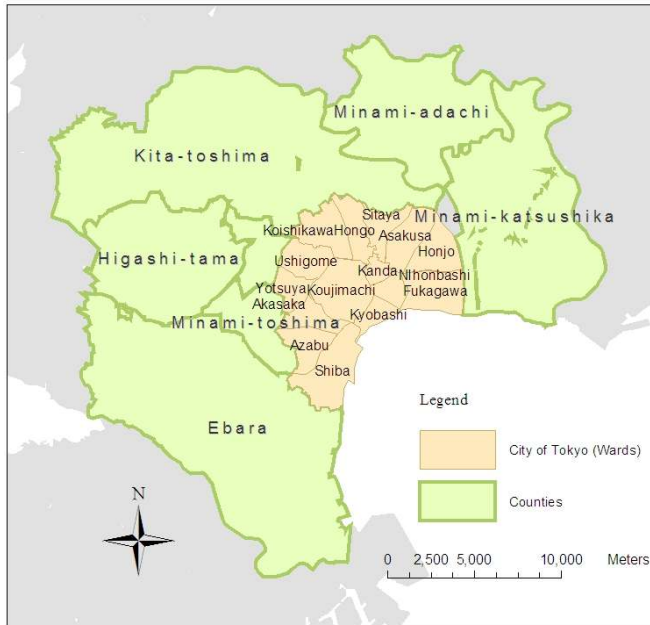 Minami-adachi
Kita-toshima
Sitaya
Minami-katsushika
Koishikawa Hongo
Asakusa
Honjo
Higashi-tama
Ushigome
Kanda
NIhonbashi
Yotsuya
Koujimachi
Fukagawa
Akasaka
Minami-toshima
Kyobashi
Azabu
Shiba
Ebara
Legend
City of Tokyo (Wards)
Counties
N
0 2,500 5,000 10,000 Meters